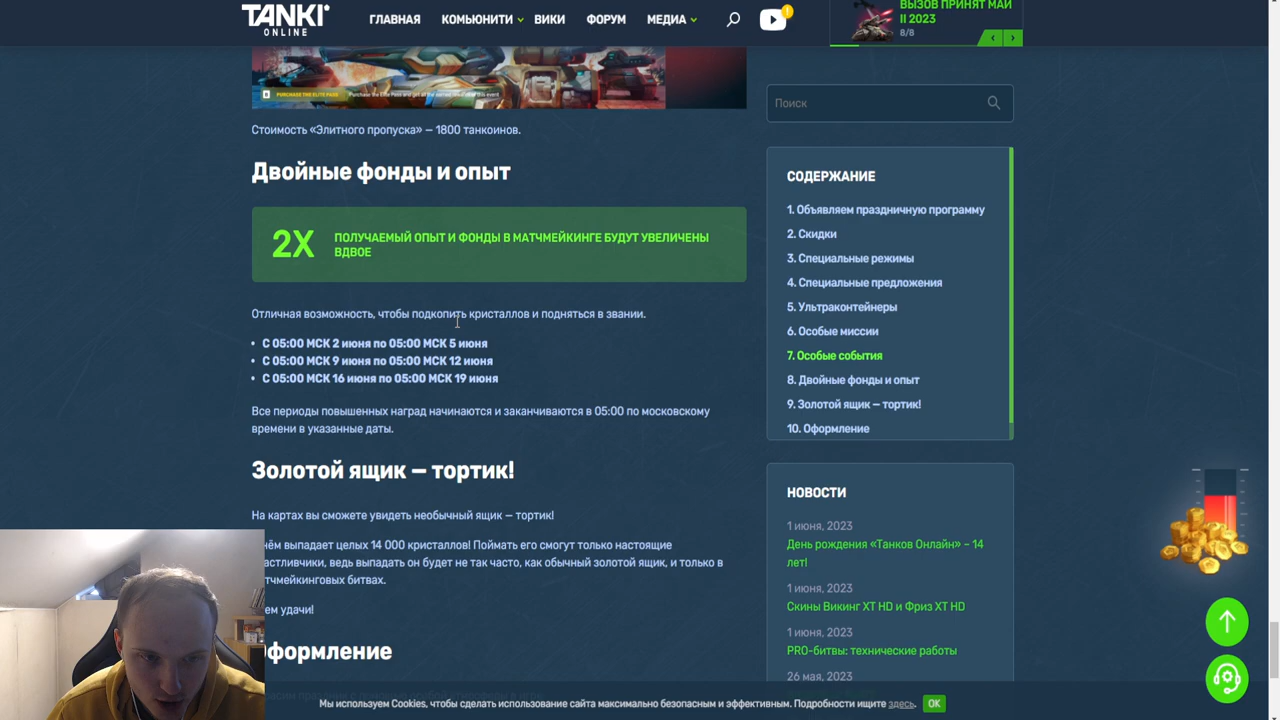 TANKI
ONLINE
ГЛАВНАЯ
КОМЬЮНИТИ
ВИКИ
ФОРУМ
МЕДИА
!
ВЫЗОВ ПРИНЯТ МАЙ
II 2023
8/8
PURCHASE THE ELITE PASS
Стоимость «Элитного пропуска» — 1800 танкоинов.
Двойные фонды и опыт
2X
ПОЛУЧАЕМЫЙ ОПЫТ И ФОНДЫ В МАТЧМЕЙКИНГЕ БУДУТ УВЕЛИЧЕНЫ
ВДВОЕ
Отличная возможность, чтобы подкопить кристаллов и подняться в звании.
• С 05:00 МСК 2 июня по 05:00 МСК 5 июня
• С 05:00 МСК 9 июня по 05:00 МСК 12 июня
• С 05:00 МСК 16 июня по 05:00 МСК 19 июня
Все периоды повышенных наград начинаются и заканчиваются в 05:00 по московскому
времени в указанные даты.
Золотой ящик — тортик!
На картах вы сможете увидеть необычный ящик — тортик!
нём выпадает целых 14 000 кристаллов! Поймать его смогут только настоящие
астливчики, ведь выпадать он будет не так часто, как обычный золотой ящик, и только в
тчмейкинговых битвах.
ем удачи!
формление
Поиск
СОДЕРЖАНИЕ
1. Объявляем праздничную программу
2. Скидки
3. Специальные режимы
4. Специальные предложения
5. Ультраконтейнеры
6. Особые миссии
7. Особые события
8. Двойные фонды и опыт
9. Золотой ящик — тортик!
10. Оформление
НОВОСТИ
1 июня, 2023
День рождения «Танков Онлайн» – 14
лет!
1 июня, 2023
Скины Викинг XT HD и Фриз XT HD
1 июня, 2023
PRO-битвы: технические работы
26 мая, 2023
Мы используем Cookies, чтобы сделать использование сайта максимально безопасным и эффективным. Подробности ищите здесь.
OK